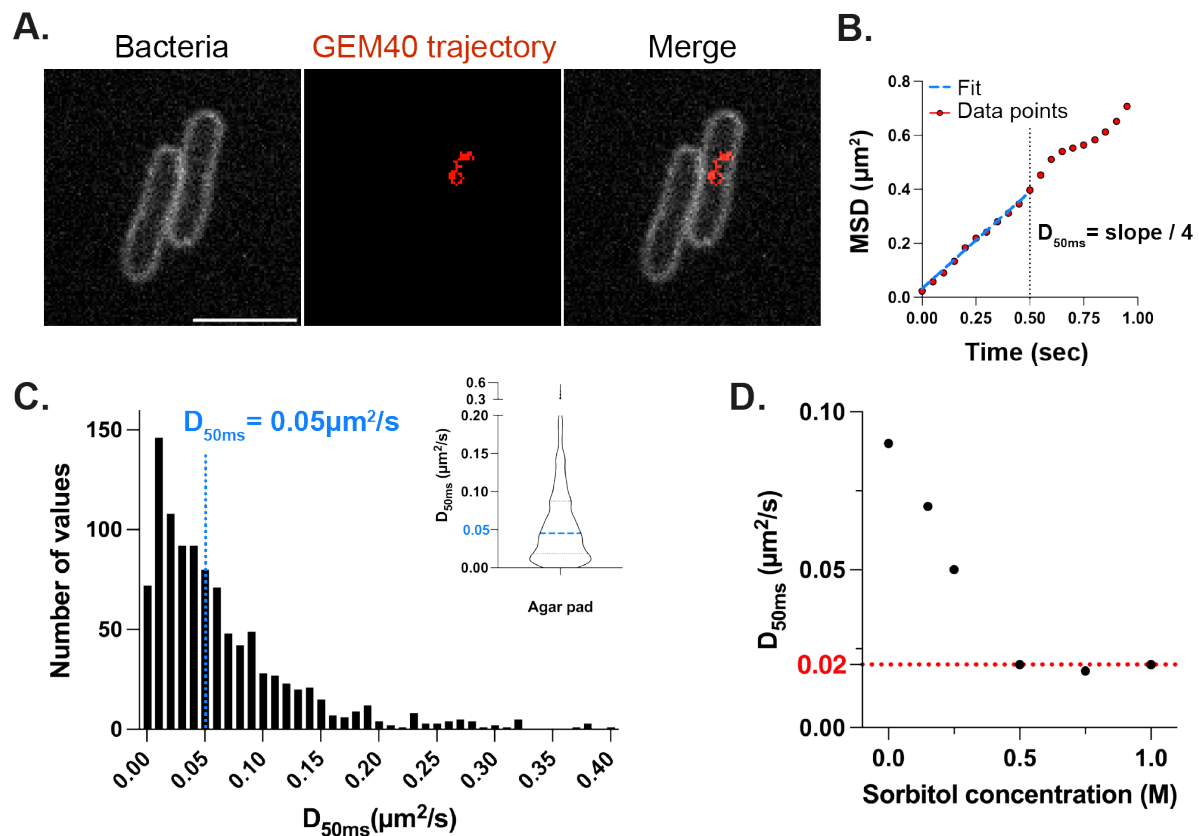 A.
Bacteria GEM40 trajectory Merge
B.
0.8
0.6
0.4
0.2
0.0
MSD (µm²)
Fit
Data points
D50ms= slope / 4
0.00 0.25 0.50 0.75 1.00
Time (sec)
C.
D50ms= 0.05µm²/s
150
100
50
0
Number of values
0.00 0.05 0.10 0.15 0.20 0.25 0.30 0.35 0.40
D50ms(µm²/s)
0.6
0.3
0.20
0.10
0.05
0.00
D50ms (µm²/s)
Agar pad
D.
0.10
0.05
0.02
0.00
D50ms (µm²/s)
0.0 0.5 1.0
Sorbitol concentration (M)